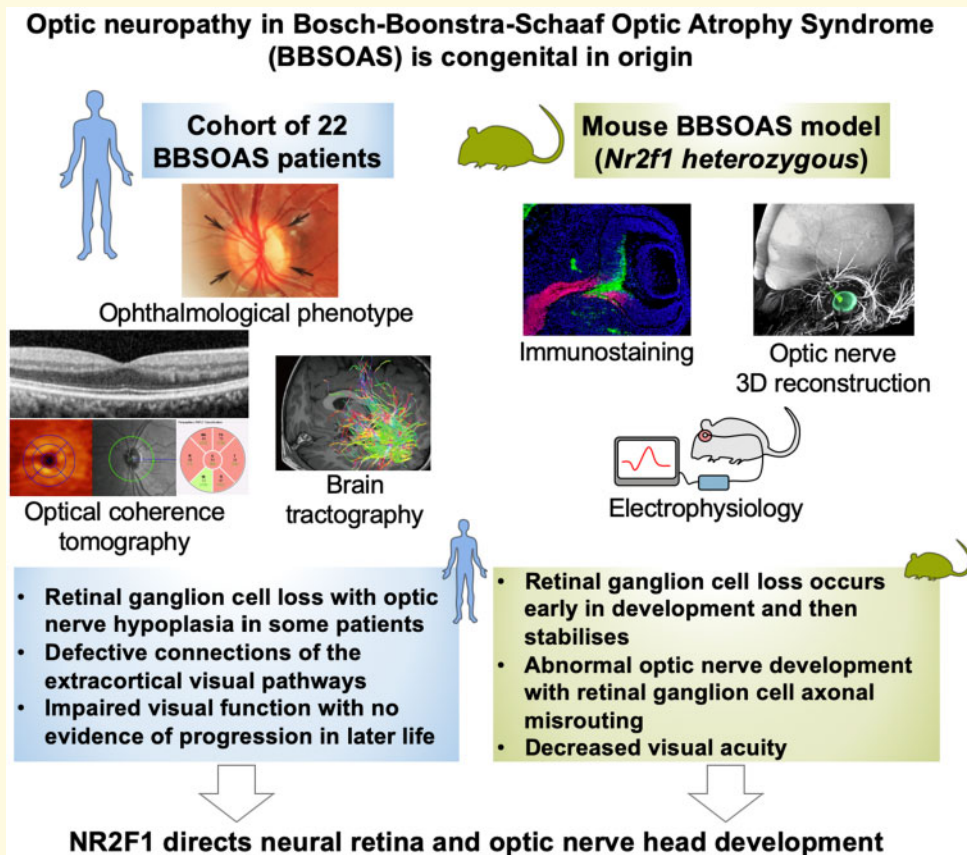 Optic neuropathy in Bosch-Boonstra-Schaaf Optic Atrophy Syndrome
(BBSOAS) is congenital in origin
Cohort of 22
BBSOAS patients
Ophthalmological phenotype
Optical coherence
tomography
Brain
tractography
• Retinal ganglion cell loss with optic
nerve hypoplasia in some patients
• Defective connections of the
extracortical visual pathways
• Impaired visual function with no
evidence of progression in later life
Mouse BBSOAS model
(Nr2f1 heterozygous)
Immunostaining
Optic nerve
3D reconstruction
Electrophysiology
• Retinal ganglion cell loss occurs
early in development and then
stabilises
• Abnormal optic nerve development
with retinal ganglion cell axonal
misrouting
• Decreased visual acuity
NR2F1 directs neural retina and optic nerve head development